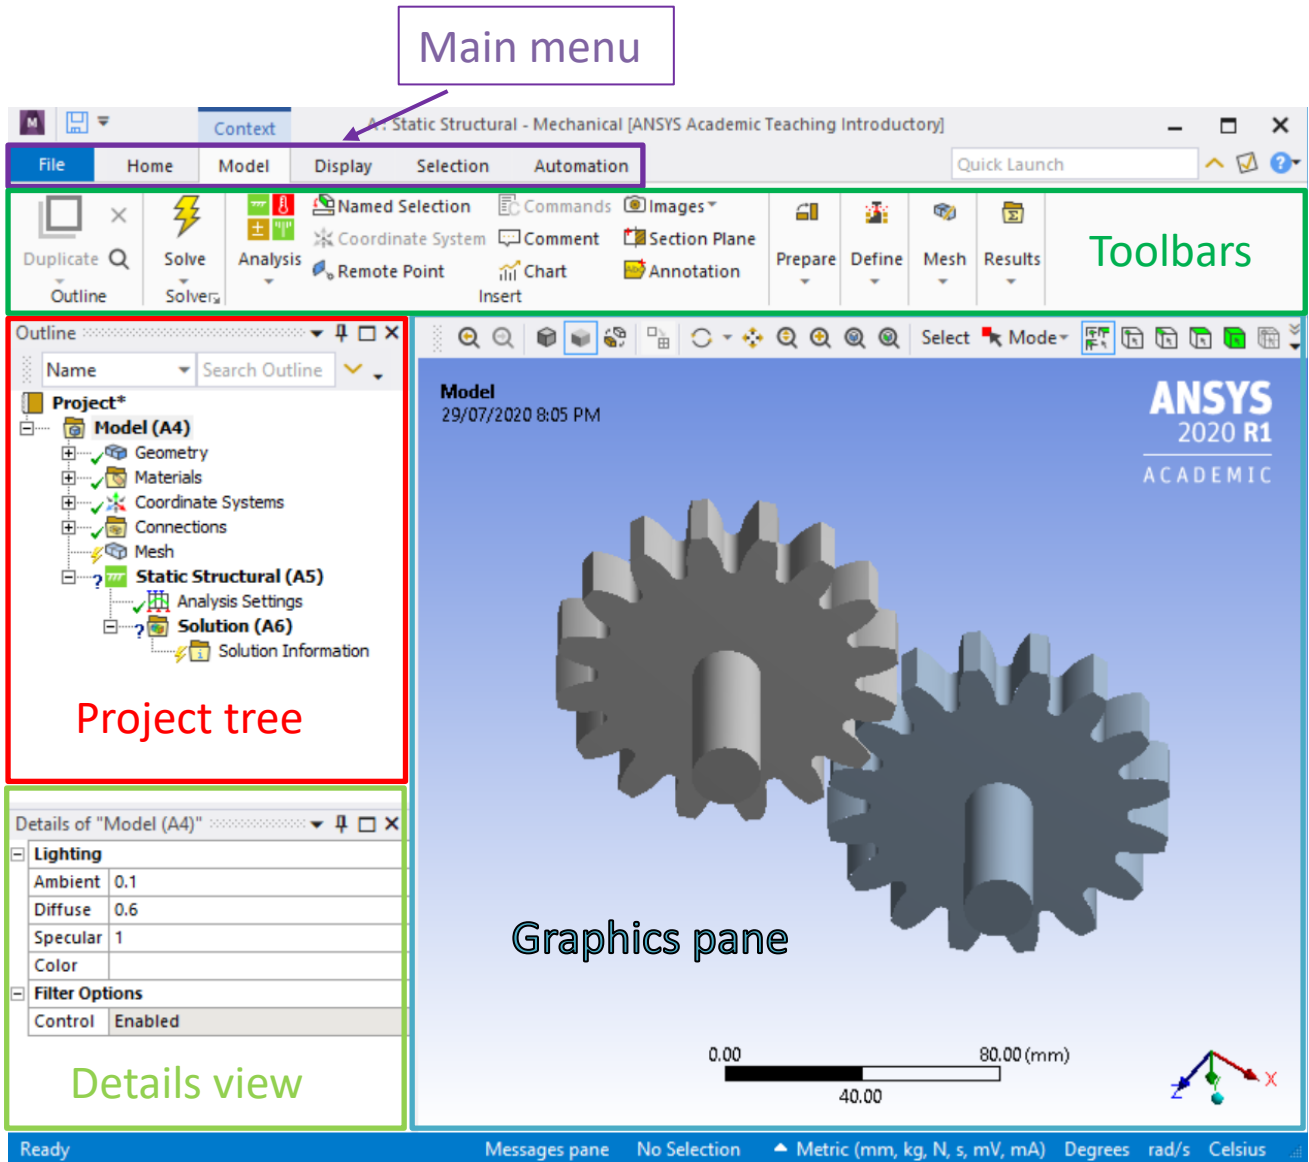 Main menu
M
Context
A : Static Structural - Mechanical [ANSYS Academic Teaching Introductory]
File Home Model Display Selection Automation
Quick Launch
Named Selection Commands Images
Coordinate System Comment Section Plane
Remote Point Chart Annotation
Duplicate Solve Analysis Prepare Define Mesh Results
Toolbars
Outline Solver Insert
Outline
Name Search Outline
Project*
Model (A4)
Geometry
Materials
Coordinate Systems
Connections
Mesh
Static Structural (A5)
Analysis Settings
Solution (A6)
Solution Information
Project tree
Select Mode
Model
29/07/2020 8:05 PM
ANSYS
2020 R1
ACADEMIC
Details of "Model (A4)"
Lighting
Ambient 0.1
Diffuse 0.6
Specular 1
Color
Filter Options
Control Enabled
Details view
Graphics pane
0.00 80.00 (mm)
40.00
Z Y X
Ready Messages pane No Selection Metric (mm, kg, N, s, mV, mA) Degrees rad/s Celsius